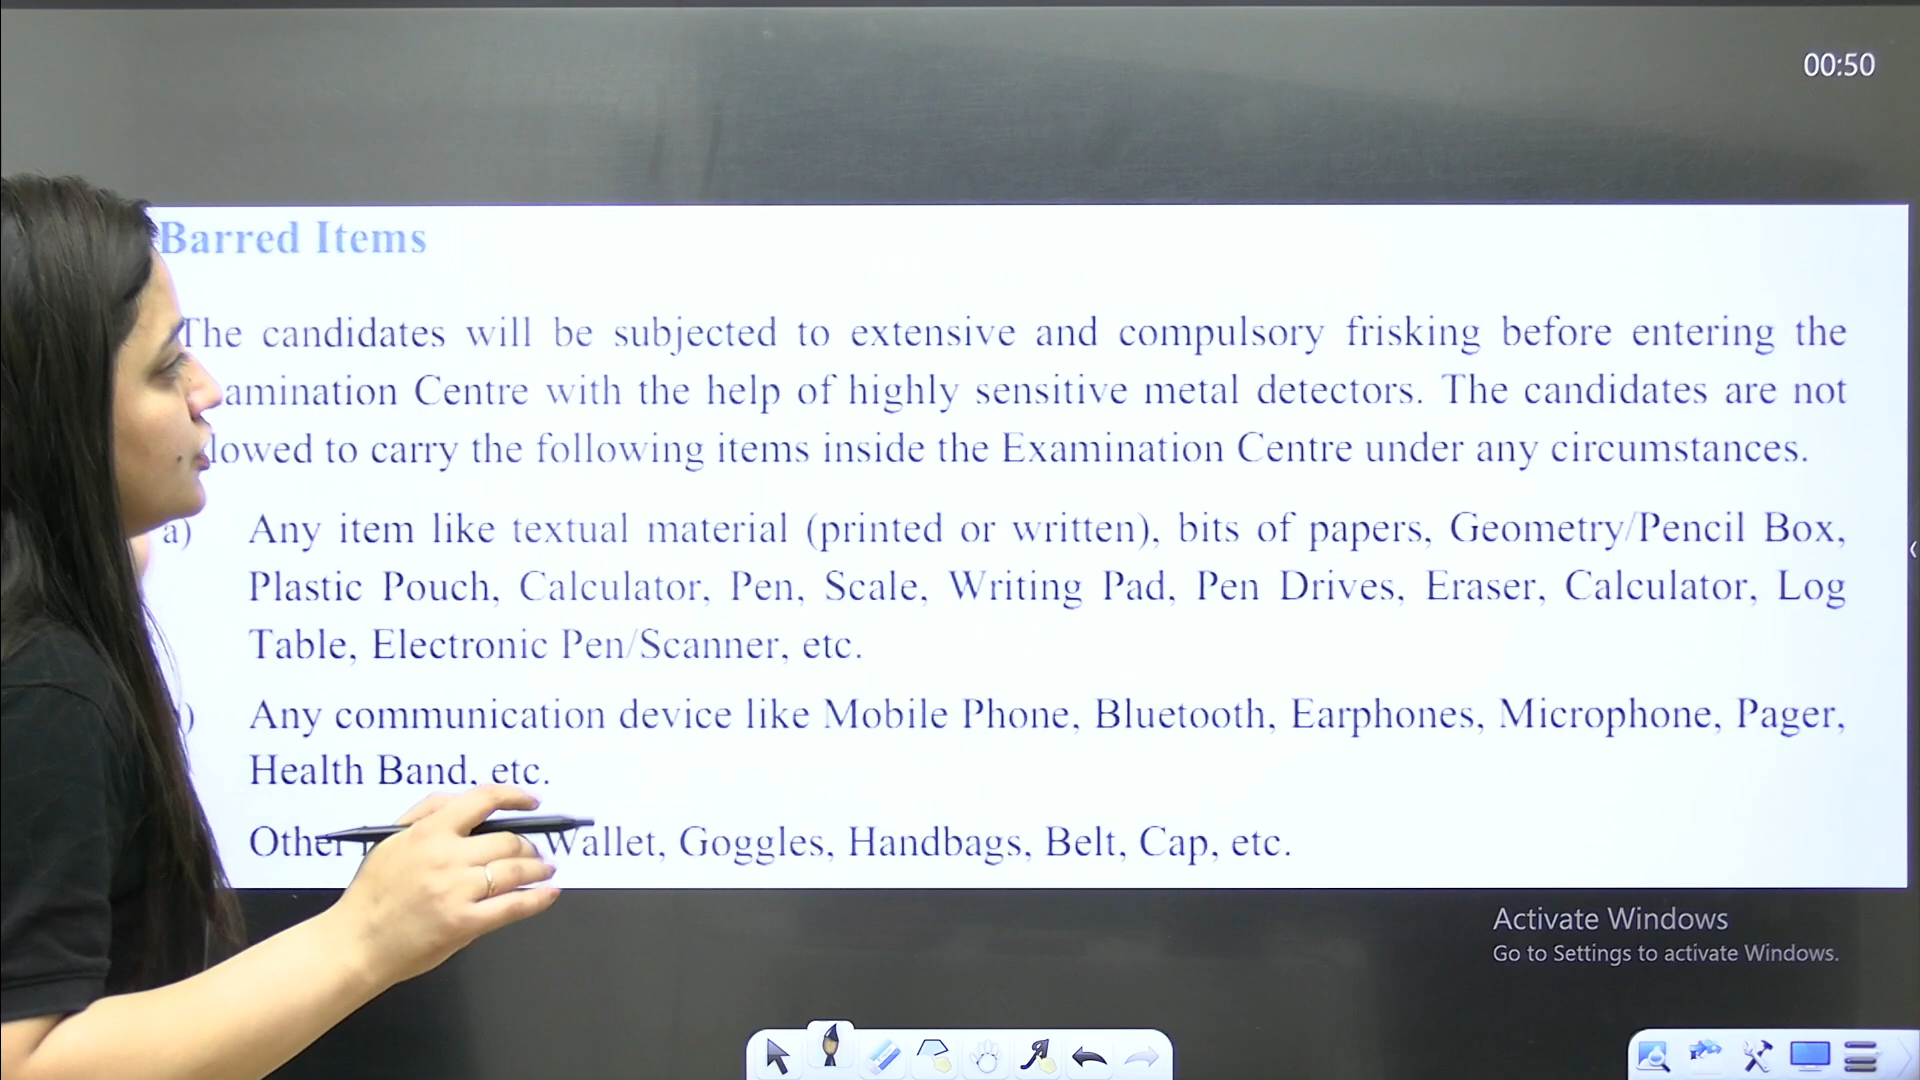 00:50
Barred Items
The candidates will be subjected to extensive and compulsory frisking before entering the
amination Centre with the help of highly sensitive metal detectors. The candidates are not
lowed to carry the following items inside the Examination Centre under any circumstances.
a) Any item like textual material (printed or written), bits of papers, Geometry/Pencil Box,
Plastic Pouch, Calculator, Pen, Scale, Writing Pad, Pen Drives, Eraser, Calculator, Log
Table, Electronic Pen/Scanner, etc.
) Any communication device like Mobile Phone, Bluetooth, Earphones, Microphone, Pager,
Health Band, etc.
Other Wallet, Goggles, Handbags, Belt, Cap, etc.
Activate Windows
Go to Settings to activate Windows.